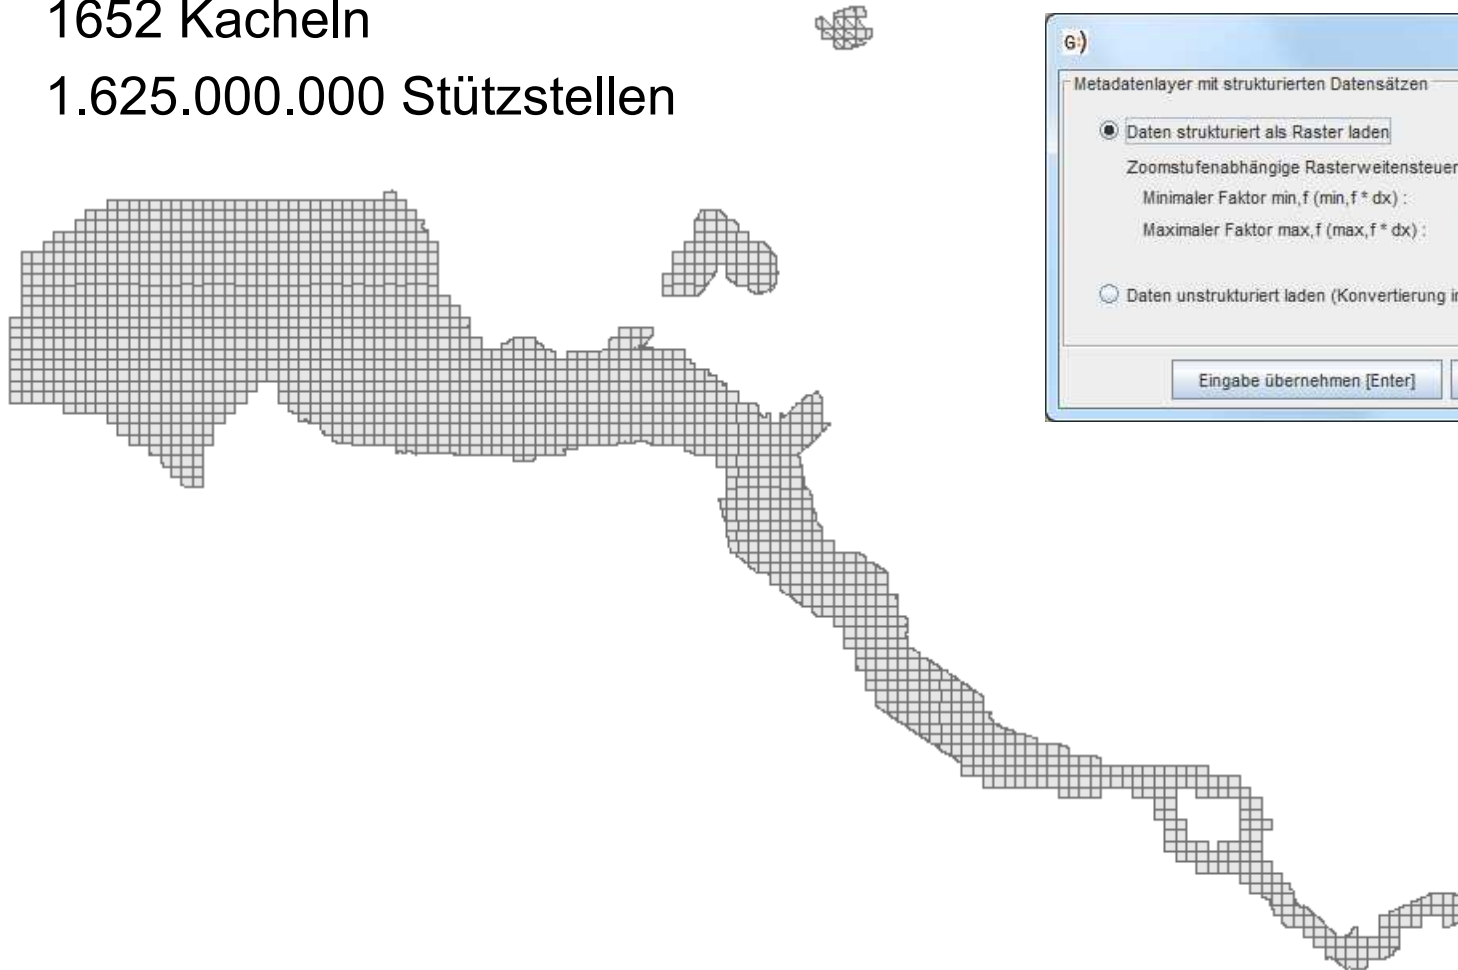 1652 Kacheln
1.625.000.000 Stützstellen
G:)
Metadatenlayer mit strukturierten Datensätzen
Daten strukturiert als Raster laden
Zoomstufenabhängige Rasterweitensteuer
Minimaler Faktor min,f (min,f * dx) :
Maximaler Faktor max,f (max,f * dx) :
Daten unstrukturiert laden (Konvertierung i
Eingabe übernehmen [Enter]